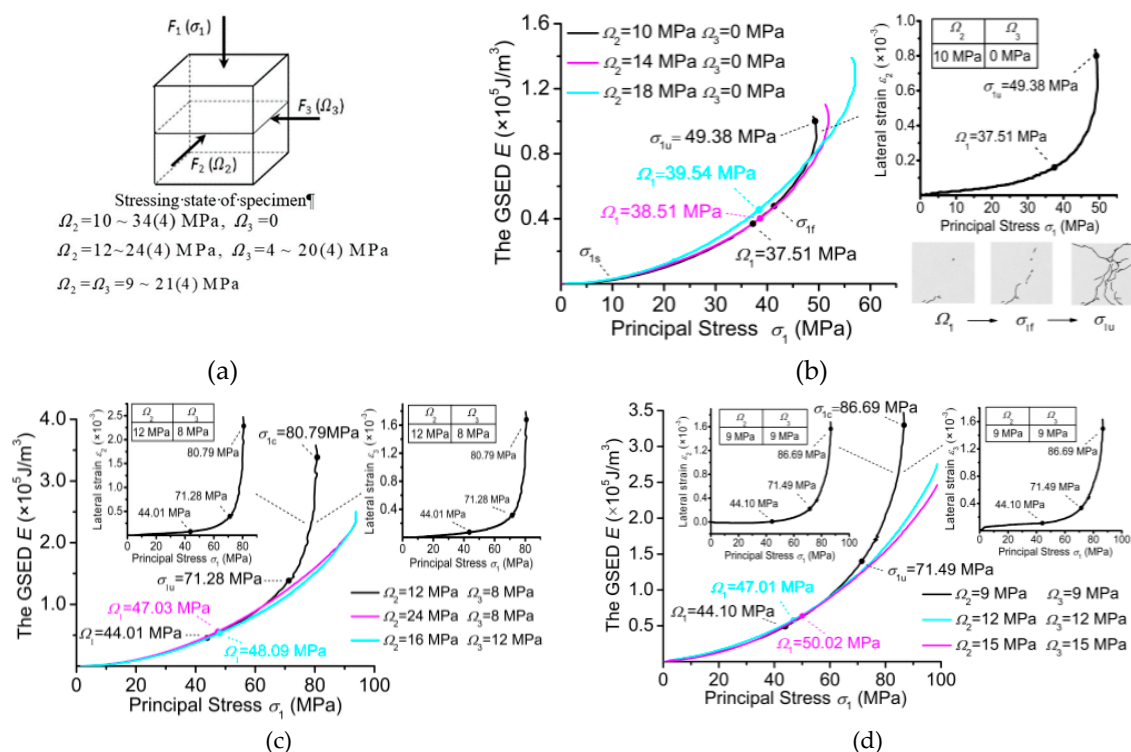 F1 (σ1)
F3 (Ω3)
F2 (Ω2)
Stressing·state·of·specimen¶
Ω2=10 ~ 34(4) MPa, Ω3=0
Ω2=12~24(4) MPa, Ω3=4 ~ 20(4) MPa
Ω2=Ω3=9 ~ 21(4) MPa
(a)
The GSED E (×10^5 J/m^3)
1.6
1.2
0.8
0.4
0.0
Ω2=10 MPa Ω3=0 MPa
Ω2=14 MPa Ω3=0 MPa
Ω2=18 MPa Ω3=0 MPa
σ1u= 49.38 MPa
Ω1=39.54 MPa
Ω1=38.51 MPa
σ1f
σ1s
Ω1=37.51 MPa
0 10 20 30 40 50 60
Principal Stress σ1 (MPa)
Lateral strain ε2 (×10^-3)
1.0
0.8
0.6
0.4
0.2
0
Ω2 Ω3
10 MPa 0 MPa
σ1u=49.38 MPa
Ω1=37.51 MPa
0 10 20 30 40 50
Principal Stress σ1 (MPa)
Ω1 → σ1f → σ1u
(b)
The GSED E (×10^5J/m^3)
4.0
3.0
2.0
1.0
Lateral strain ε2 (×10^-3)
2.5
2.0
1.5
1.0
0.5
Ω2 Ω3
12 MPa 8 MPa
80.79 MPa
71.28 MPa
44.01 MPa
0 20 40 60 80
Principal Stress σ1 (MPa)
σ1c=80.79MPa
Lateral strain ε3 (×10^-3)
1.6
1.2
0.8
0.4
Ω2 Ω3
12 MPa 8 MPa
80.79 MPa
71.28 MPa
44.01 MPa
0 20 40 60 80
Principal Stress σ1 (MPa)
σ1u=71.28 MPa
Ω1=47.03 MPa
Ω1=44.01 MPa
Ω1=48.09 MPa
Ω2=12 MPa Ω3=8 MPa
Ω2=24 MPa Ω3=8 MPa
Ω2=16 MPa Ω3=12 MPa
0 20 40 60 80 100
Principal Stress σ1 (MPa)
(c)
The GSED E (×10^5J/m^3)
3.5
3.0
2.5
2.0
1.5
1.0
0.5
Lateral strain ε2 (×10^-3)
1.6
1.2
0.8
0.4
0.0
Ω2 Ω3
9 MPa 9 MPa
86.69 MPa
71.49 MPa
44.10 MPa
0 20 40 60 80 100
Principal Stress σ1 (MPa)
σ1c=86.69 MPa
Lateral strain ε3 (×10^-3)
1.6
1.2
0.8
0.4
Ω2 Ω3
9 MPa 9 MPa
86.69 MPa
71.49 MPa
44.10 MPa
0 20 40 60 80 100
Principal Stress σ1 (MPa)
σ1u=71.49 MPa
Ω1=47.01 MPa
Ω1=44.10 MPa
Ω1=50.02 MPa
Ω2=9 MPa Ω3=9 MPa
Ω2=12 MPa Ω3=12 MPa
Ω2=15 MPa Ω3=15 MPa
0 20 40 60 80 100
Principal Stress σ1 (MPa)
(d)